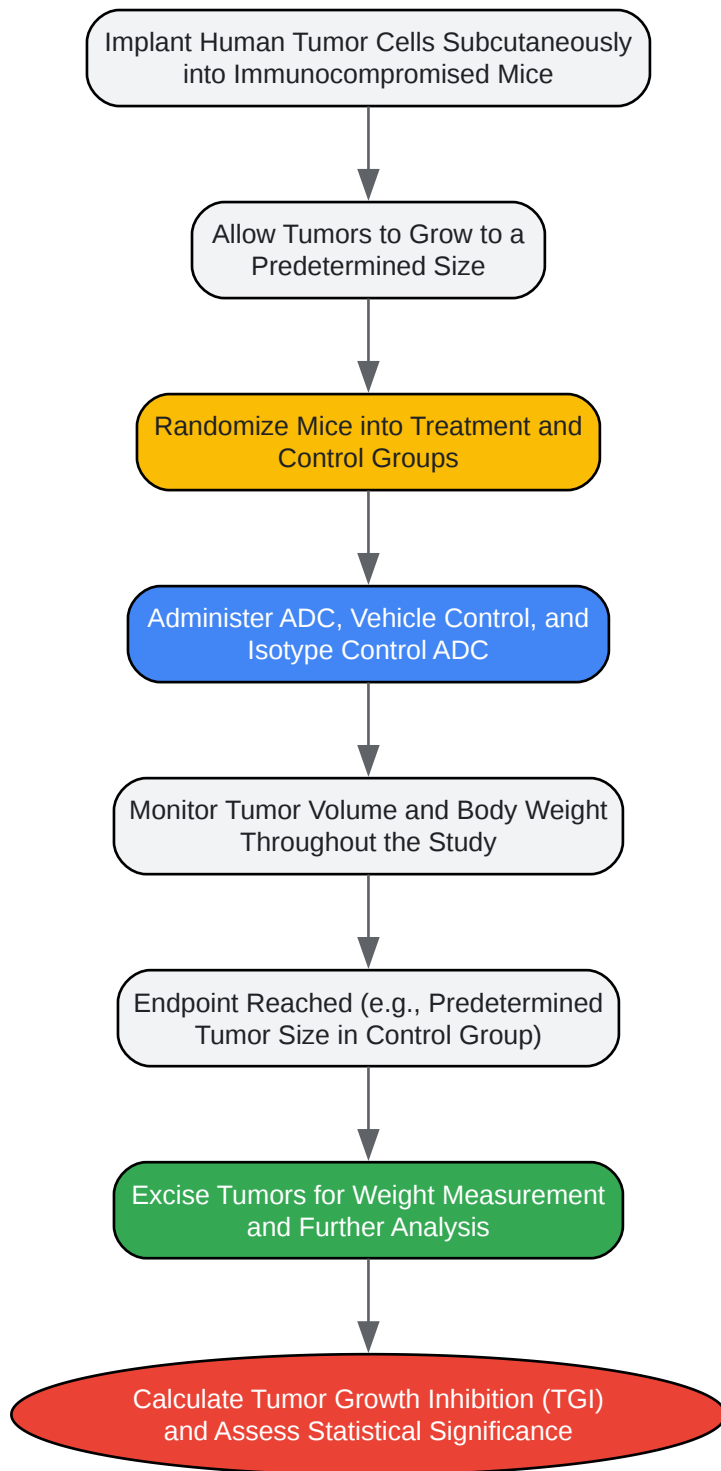 Implant Human Tumor Cells Subcutaneously
into Immunocompromised Mice
Allow Tumors to Grow to a
Predetermined Size
Randomize Mice into Treatment and
Control Groups
Administer ADC, Vehicle Control, and
Isotype Control ADC
Monitor Tumor Volume and Body Weight
Throughout the Study
Endpoint Reached (e.g., Predetermined
Tumor Size in Control Group)
Excise Tumors for Weight Measurement
and Further Analysis
Calculate Tumor Growth Inhibition (TGI)
and Assess Statistical Significance